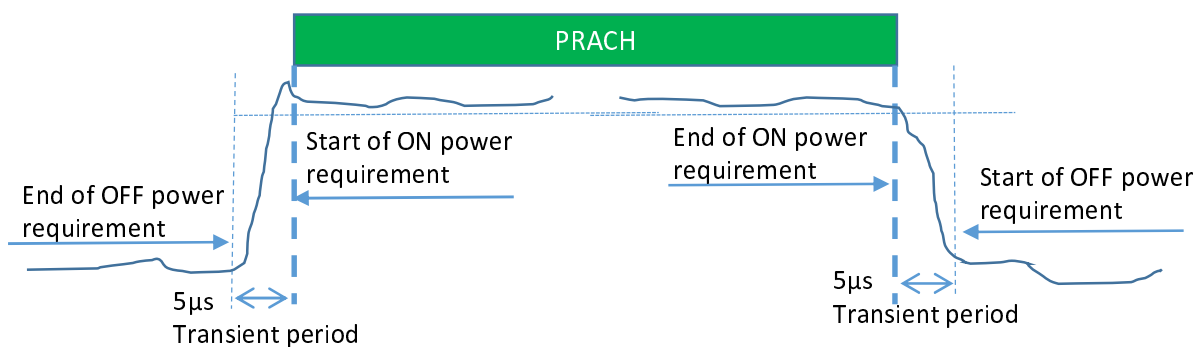 PRACH
Start of ON power
requirement
End of ON power
requirement
End of OFF power
requirement
Start of OFF power
requirement
5µs
Transient period
5µs
Transient period